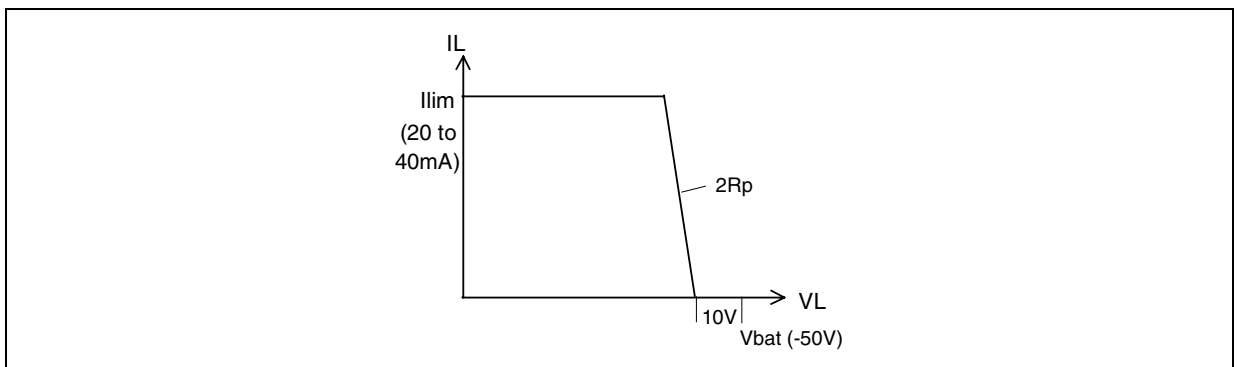 IL
Ilim
(20 to
40mA)
2Rp
VL
10V
Vbat (-50V)